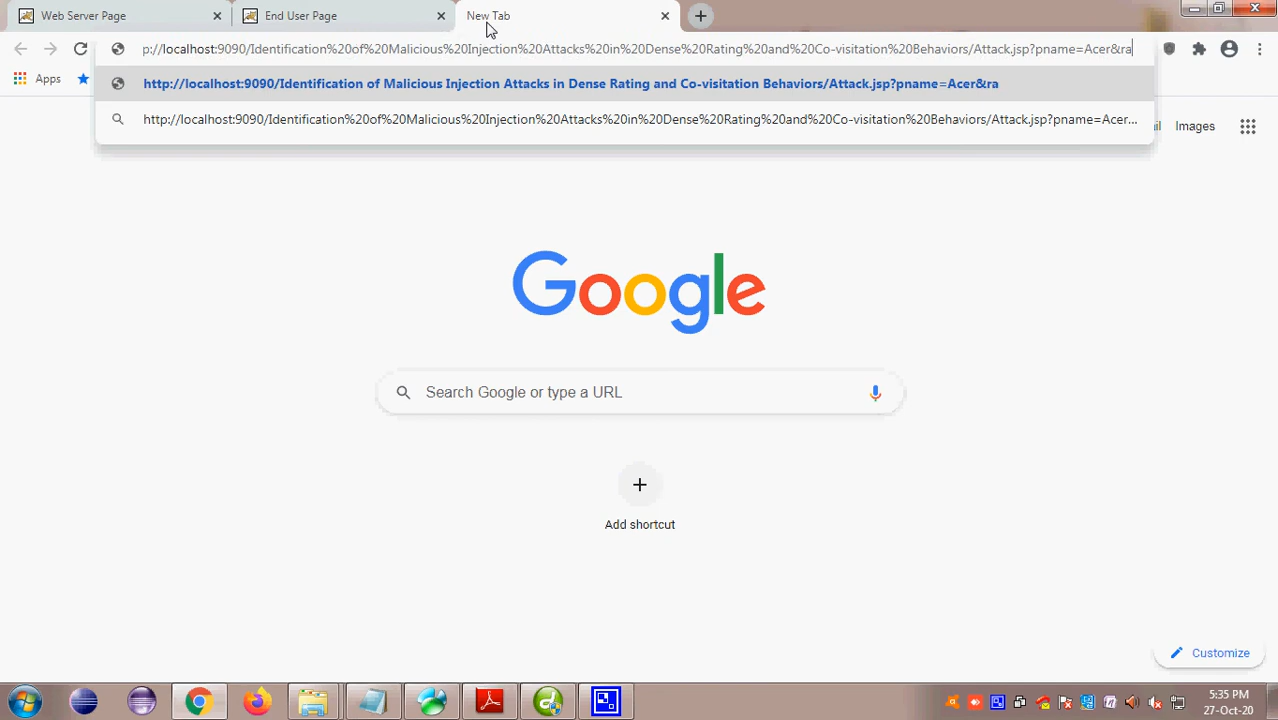 Web Server Page
End User Page
New Tab
p://localhost:9090/Identification%20of%20Malicious%20Injection%20Attacks%20in%20Dense%20Rating%20and%20Co-visitation%20Behaviors/Attack.jsp?pname=Acer&ra
Apps
http://localhost:9090/Identification of Malicious Injection Attacks in Dense Rating and Co-visitation Behaviors/Attack.jsp?pname=Acer&ra
http://localhost:9090/Identification%20of%20Malicious%20Injection%20Attacks%20in%20Dense%20Rating%20and%20Co-visitation%20Behaviors/Attack.jsp?pname=Acer...
il Images
Google
Search Google or type a URL
Add shortcut
Customize
5:35 PM
27-Oct-20